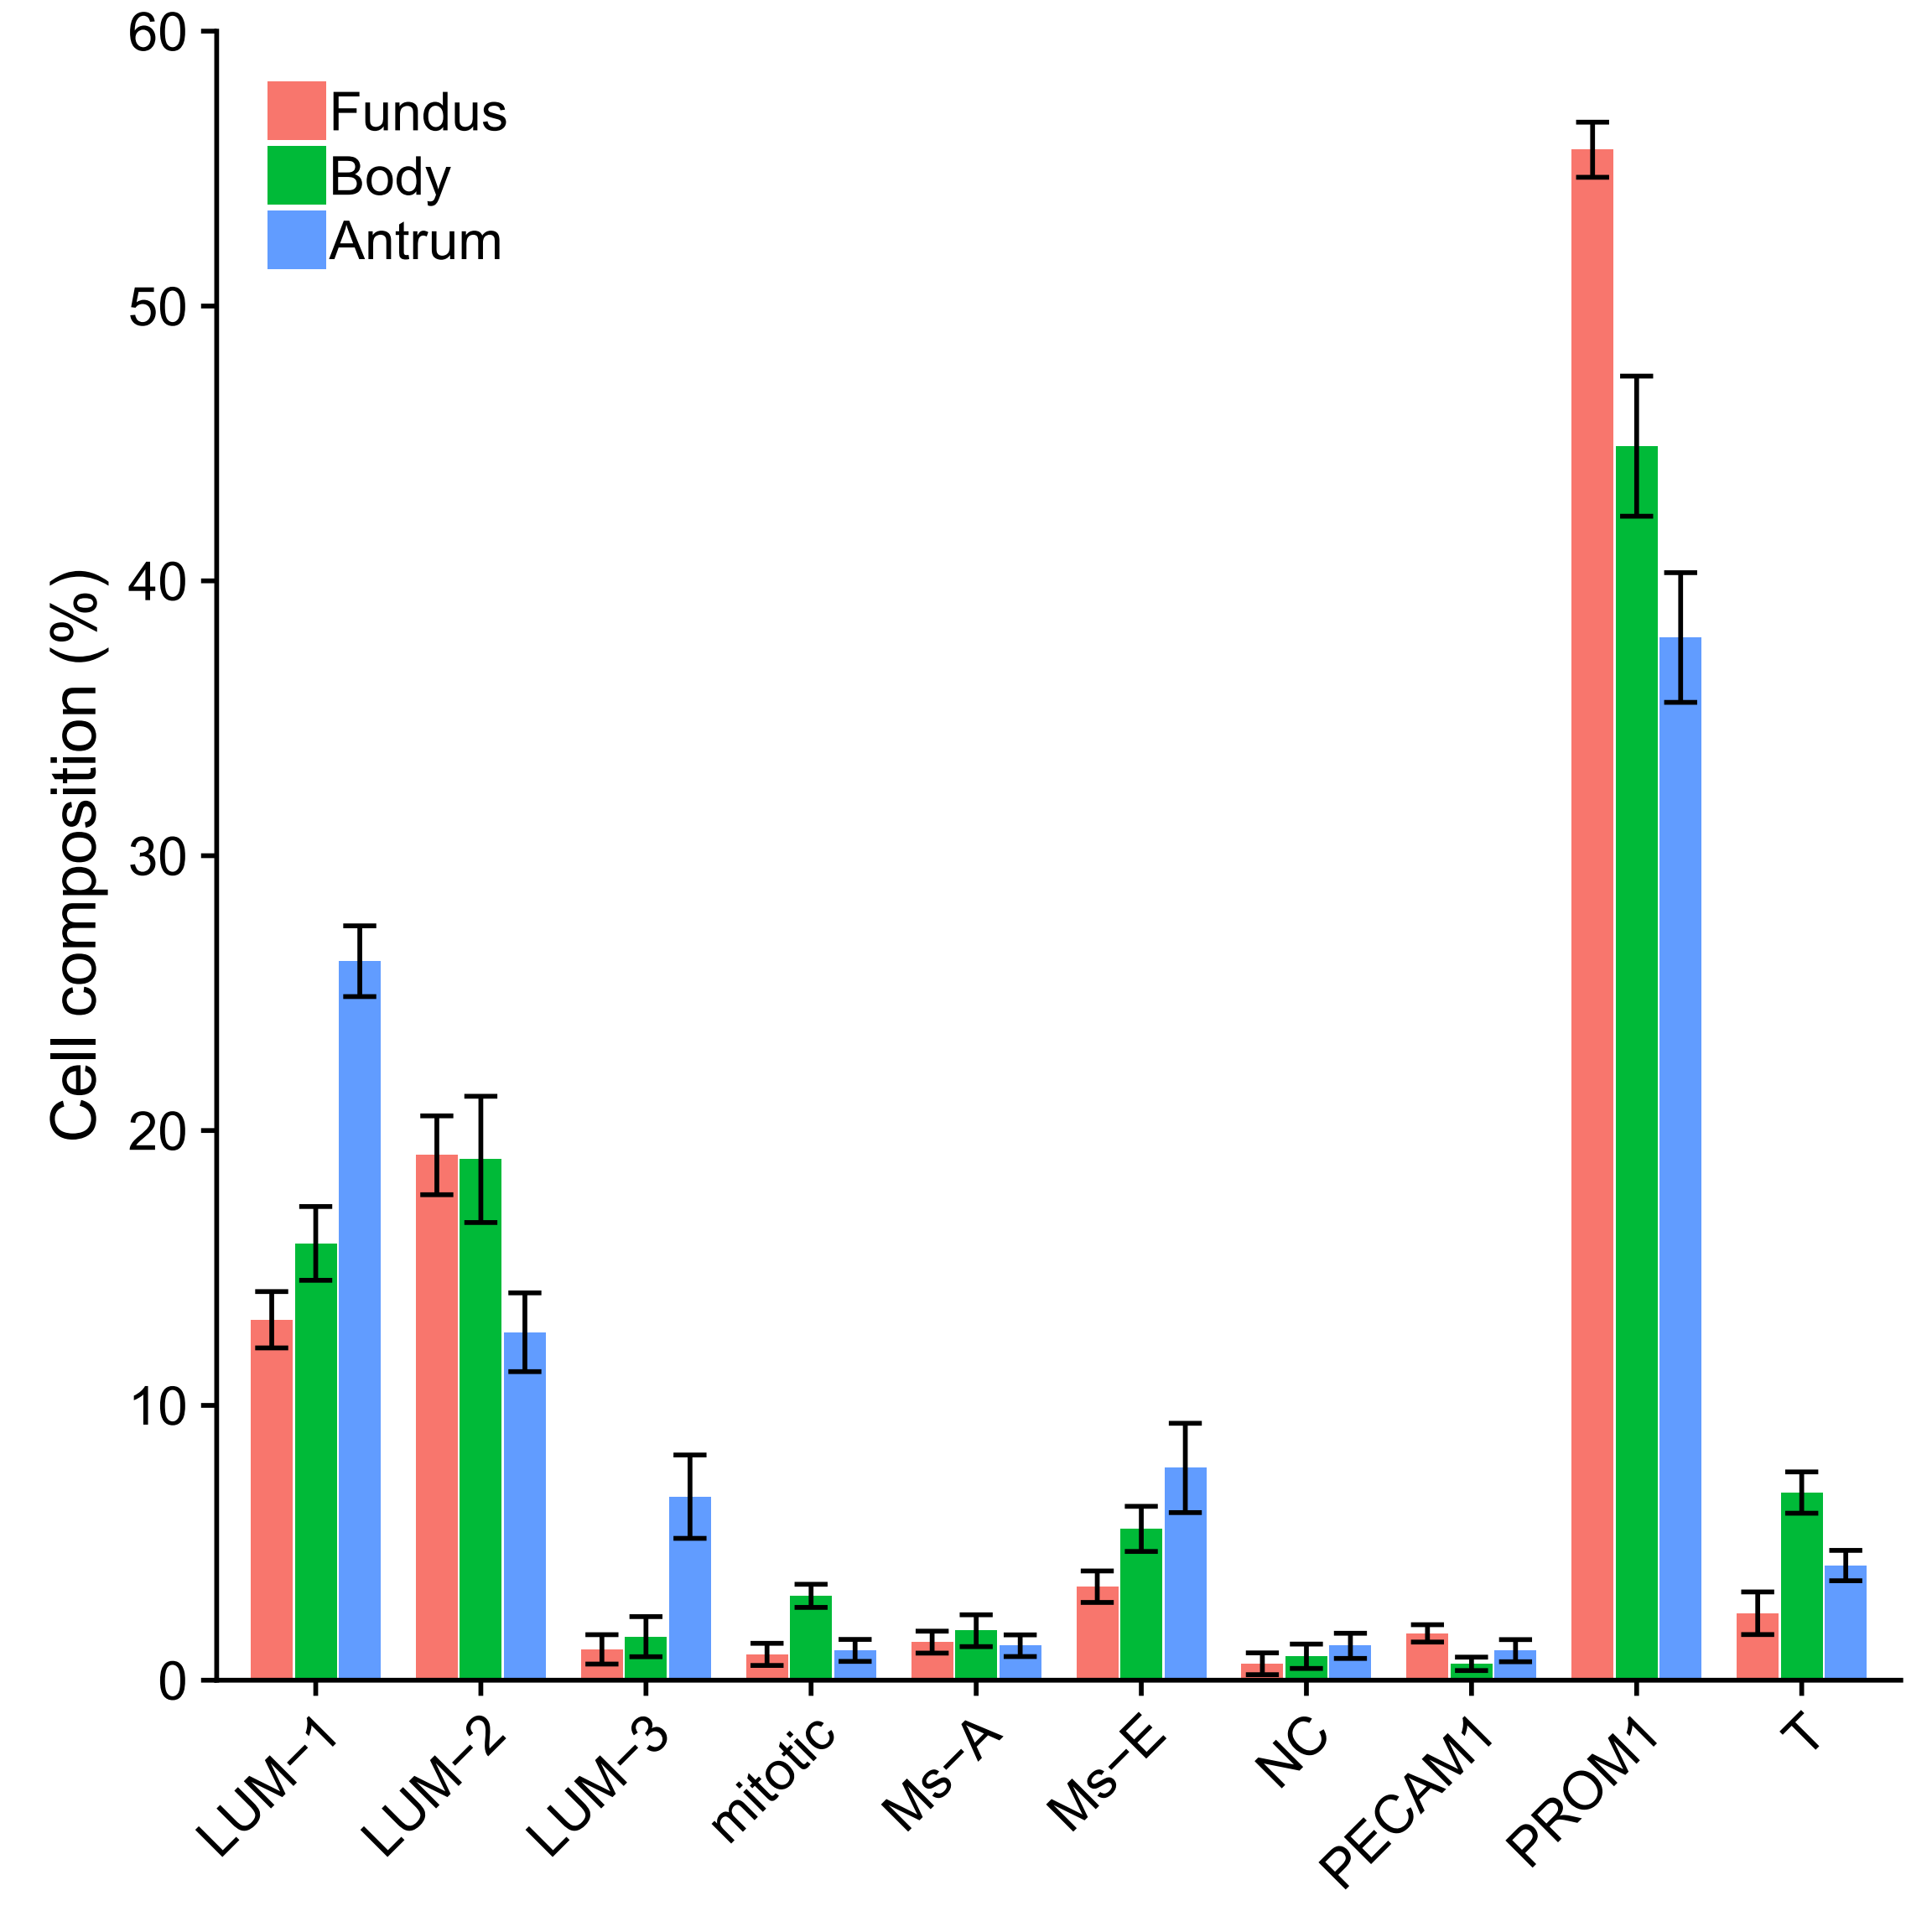 60
50
40
30
20
10
0
Cell composition (%)
Fundus
Body
Antrum
LUM−1
LUM−2
LUM−3
mitotic
Ms−A
Ms−E
NC
PECAM1
PROM1
T